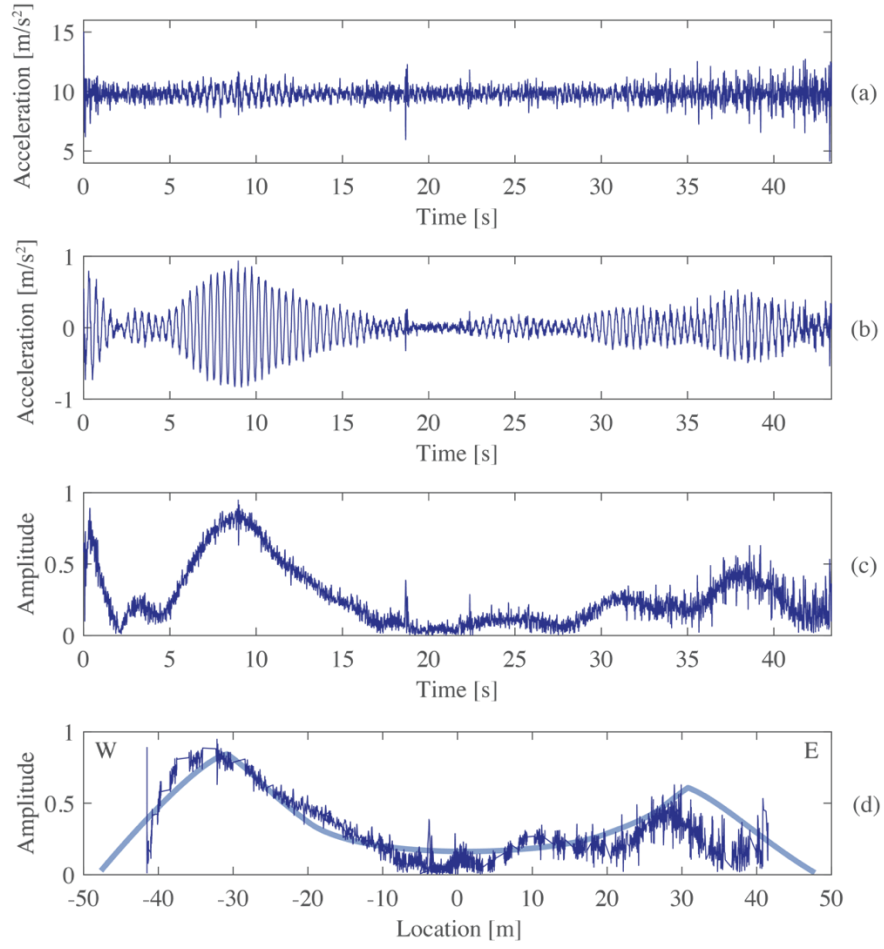 15
10
5
Acceleration [m/s²]
(a)
0 5 10 15 20 25 30 35 40
Time [s]
1
0
-1
Acceleration [m/s²]
(b)
0 5 10 15 20 25 30 35 40
Time [s]
1
0.5
0
Amplitude
(c)
0 5 10 15 20 25 30 35 40
Time [s]
1
0.5
0
Amplitude
W
E
(d)
-50 -40 -30 -20 -10 0 10 20 30 40 50
Location [m]